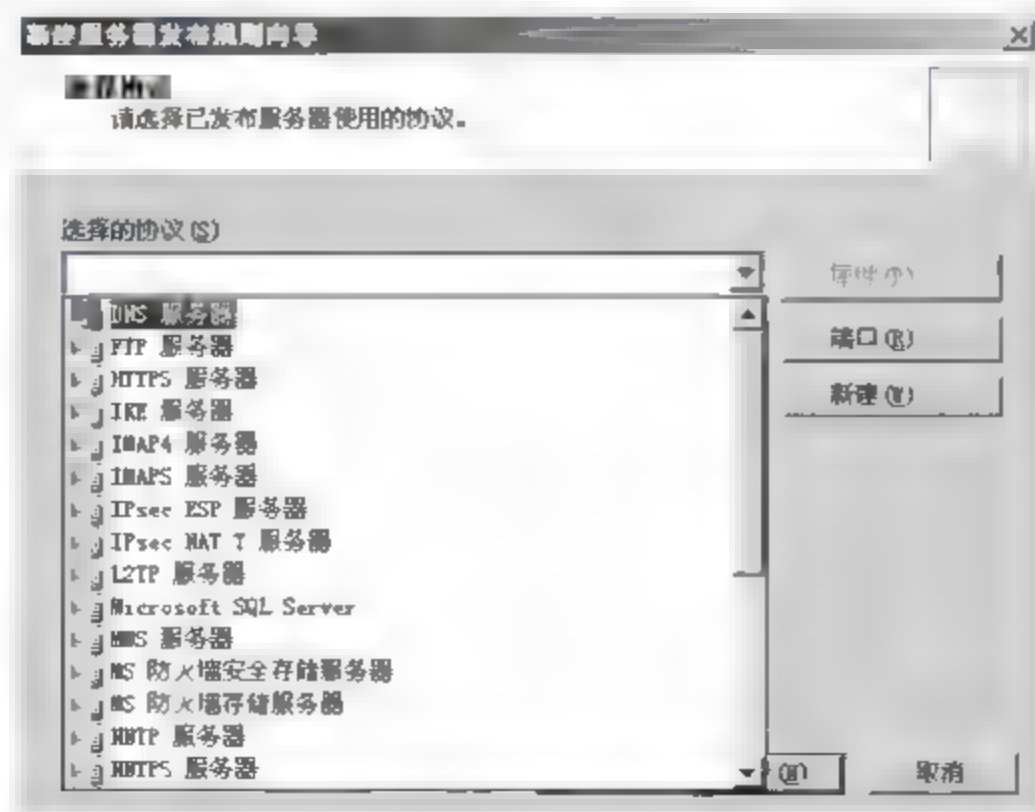 新建服务器发布规则向导
请选择已发布服务器使用的协议。
选择的协议(S)
属性(P)
DNS 服务器
FTP 服务器
端口(R)
HTTPS 服务器
新建(W)
IKE 服务器
IMAP4 服务器
IMAPS 服务器
IPsec ESP 服务器
IPsec NAT T 服务器
L2TP 服务器
Microsoft SQL Server
MMS 服务器
MS 防火墙安全存储服务器
MS 防火墙存储服务器
NNTP 服务器
NNTPS 服务器
(N)
取消